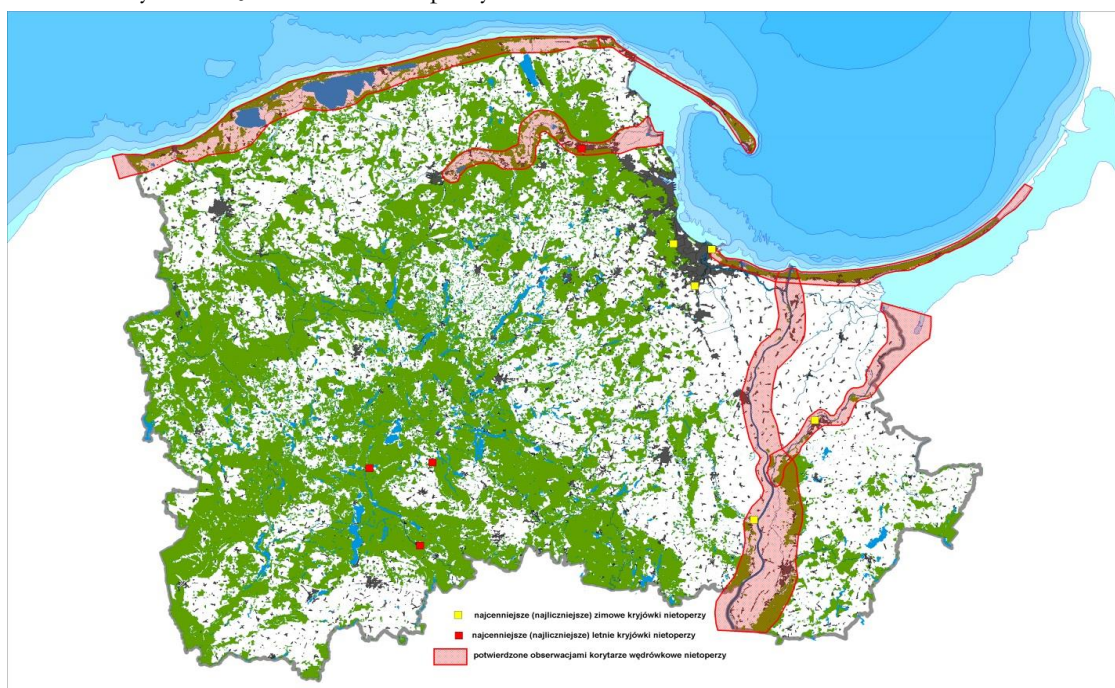 najcenniejsze (najliczniejsze) zimowe kryjówki nietoperzy
najcenniejsze (najliczniejsze) letnie kryjówki nietoperzy
potwierdzone obserwacjami korytarze wędrówkowe nietoperzy